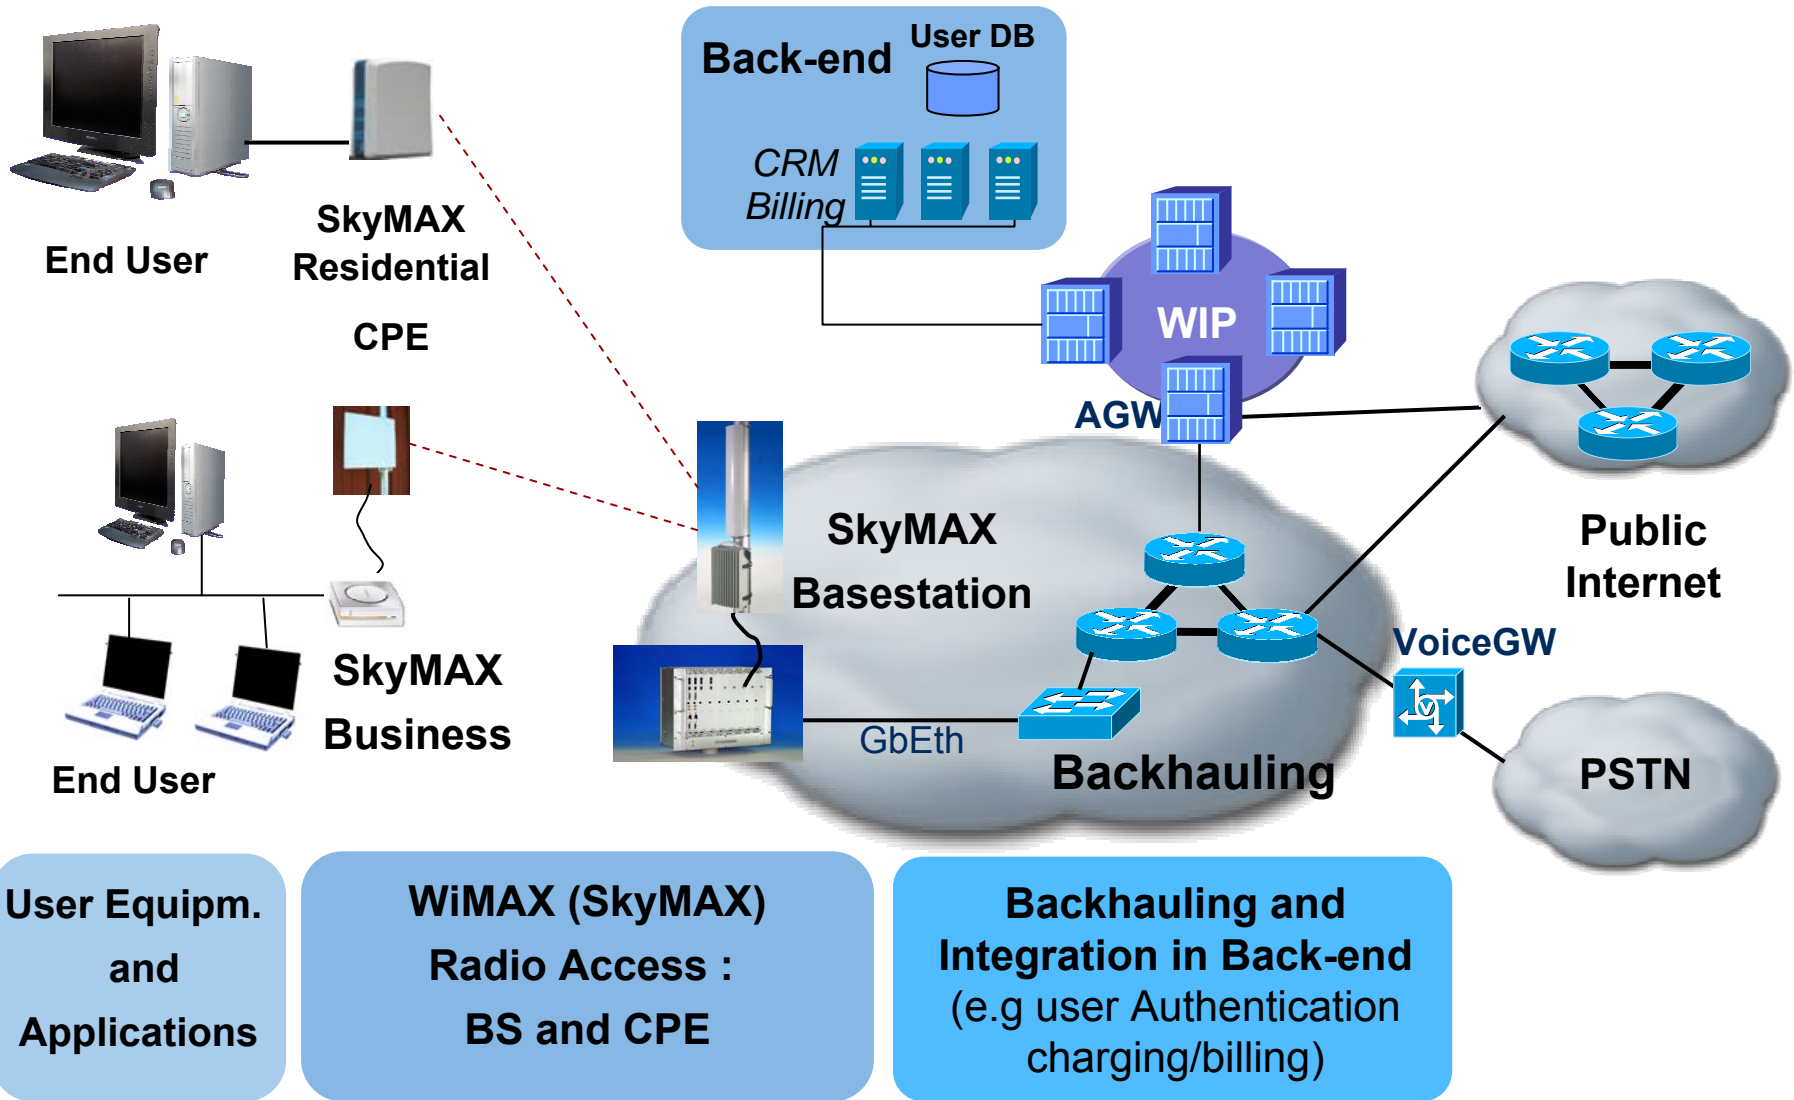 User DB
Back-end
CRM
Billing
End User
SkyMAX
Residential
CPE
WIP
AGW
SkyMAX
Basestation
Public
Internet
VoiceGW
SkyMAX
Business
GbEth
Backhauling
PSTN
V
End User
User Equipm.
and
Applications
WiMAX (SkyMAX)
Radio Access :
BS and CPE
Backhauling and
Integration in Back-end
(e.g user Authentication
charging/billing)